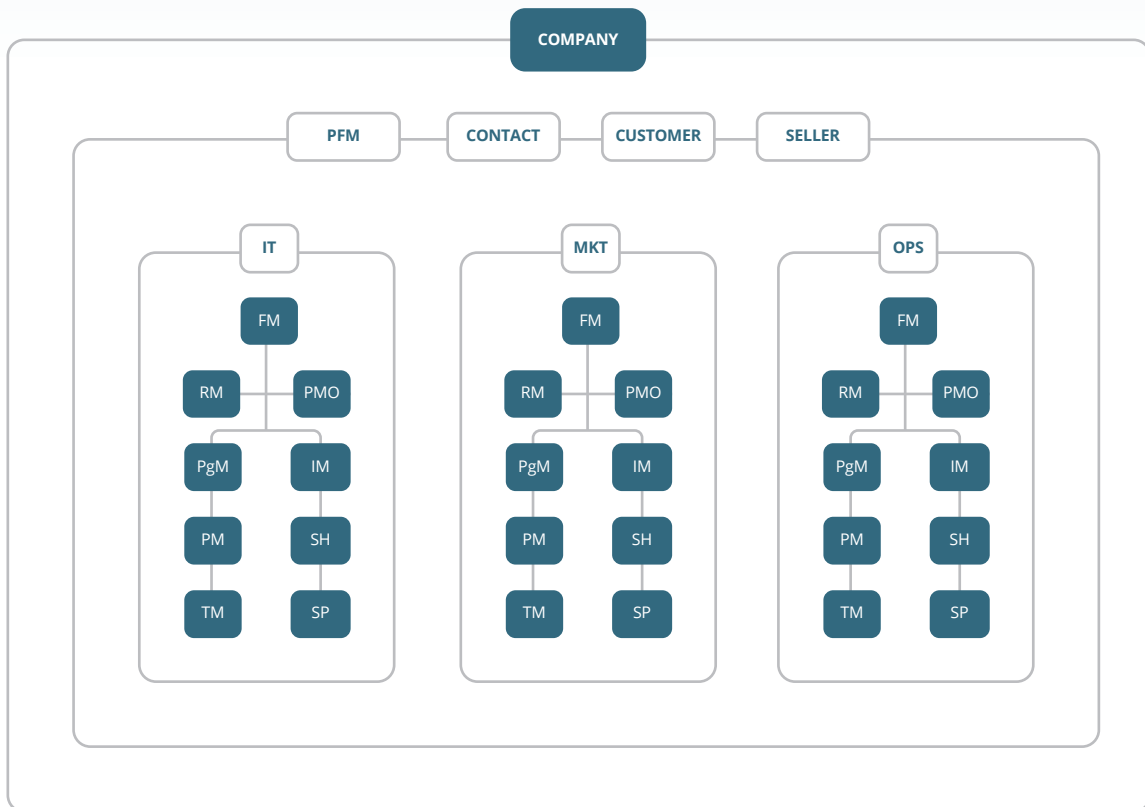 COMPANY
PFM CONTACT CUSTOMER SELLER
IT MKT OPS
FM FM FM
RM PMO RM PMO RM PMO
PgM IM PgM IM PgM IM
PM SH PM SH PM SH
TM SP TM SP TM SP